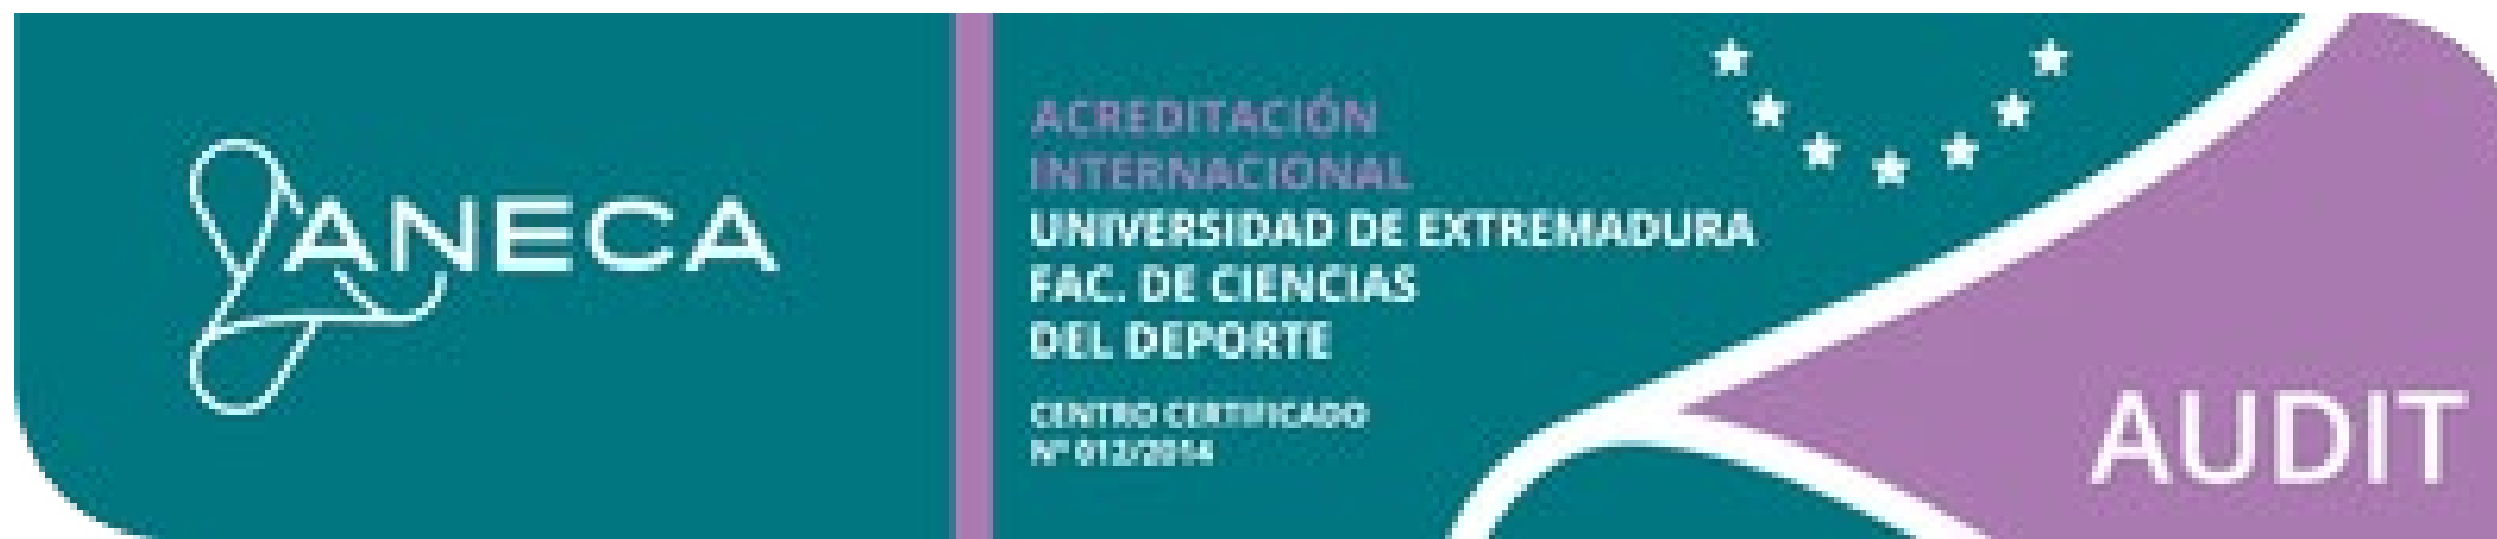 ANECA
ACREDITACIÓN
INTERNACIONAL
UNIVERSIDAD DE EXTREMADURA
FAC. DE CIENCIAS
DEL DEPORTE
CENTRO CERTIFICADO
Nº 012/2014
AUDIT